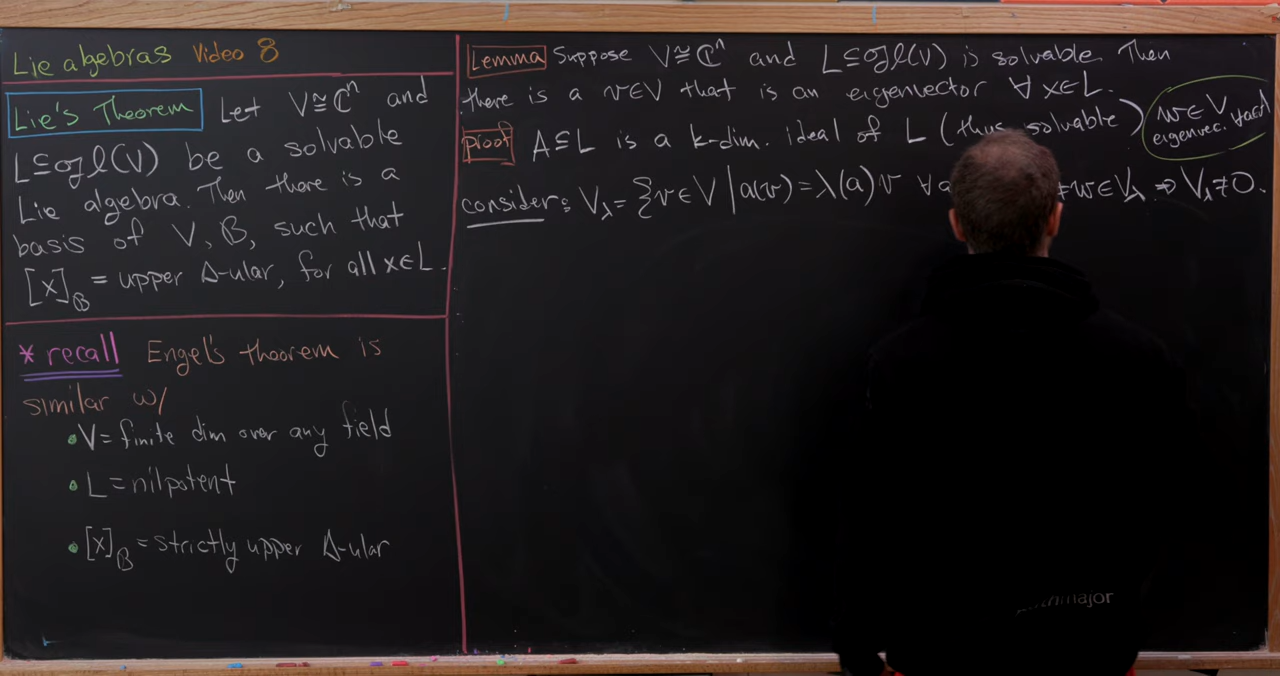 Lie algebras Video 8
Lie's Theorem Let V≅ℂⁿ and
L⊆gl(V) be a solvable
Lie algebra. Then there is a
basis of V, B, such that
[x]_B = upper Δ-ular, for all x∈L.
* recall Engel's theorem is
similar w/
• V = finite dim over any field
• L = nilpotent
• [x]_B = strictly upper Δ-ular
Lemma Suppose V≅ℂⁿ and L⊆gl(V) is solvable. Then
there is a v∈V that is an eigenvector ∀ x∈L.
Proof A⊆L is a k-dim. ideal of L (thus solvable)
w∈V
eigenvec. ∀a∈A
consider: V_λ = {v∈V | a(v) = λ(a)v ∀a ≠w∈V_λ ⇒ V_λ≠0.
major